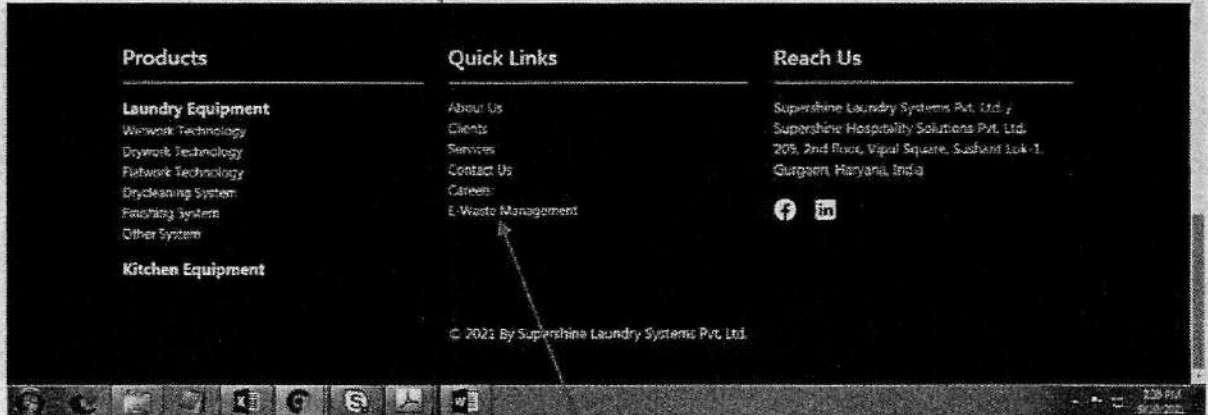 Products
Laundry Equipment
Wetwork Technology
Drywork Technology
Flatwork Technology
Drycleaning System
Finishing System
Other System
Kitchen Equipment
Quick Links
About Us
Clients
Services
Contact Us
Careers
E-Waste Management
Reach Us
Supershine Laundry Systems Pvt. Ltd. /
Supershine Hospitality Solutions Pvt. Ltd.
209, 2nd Floor, Vipul Square, Sushant Lok-1,
Gurgaon, Haryana, India
© 2021 By Supershine Laundry Systems Pvt. Ltd.